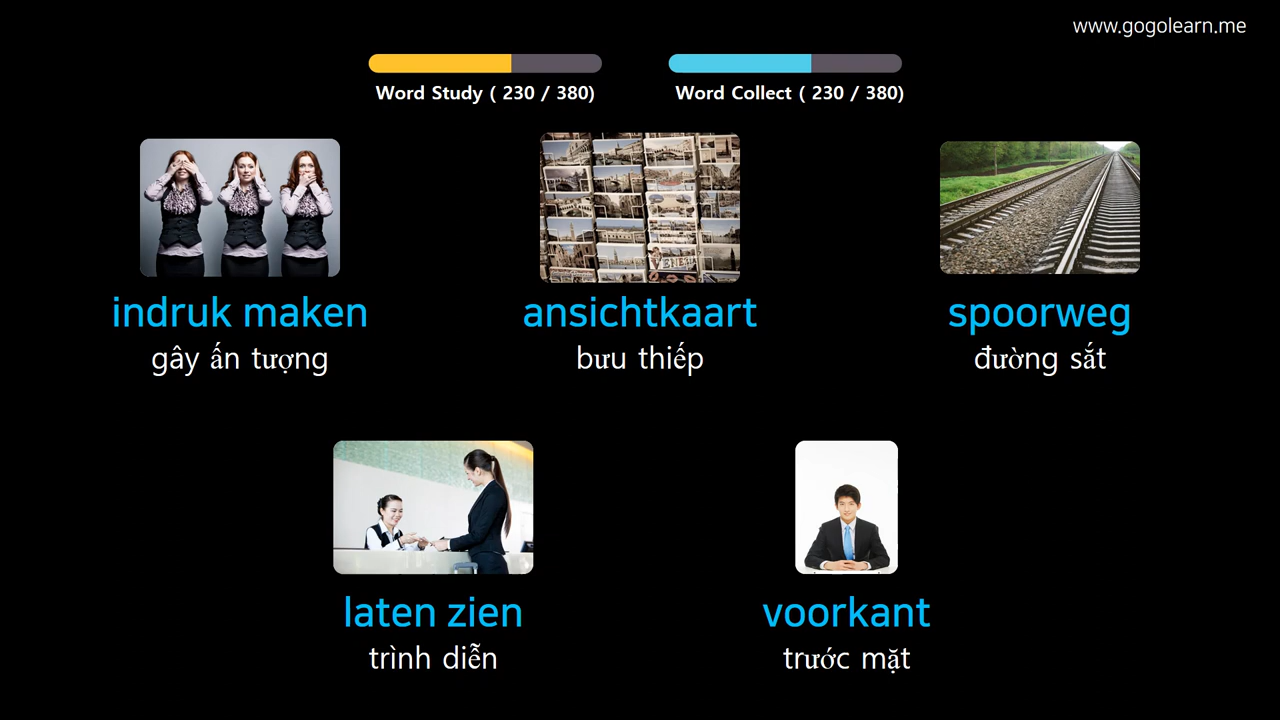 www.gogolearn.me
Word Study ( 230 / 380)
Word Collect ( 230 / 380)
indruk maken
gây ấn tượng
ansichtkaart
bưu thiếp
spoorweg
đường sắt
laten zien
trình diễn
voorkant
trước mặt